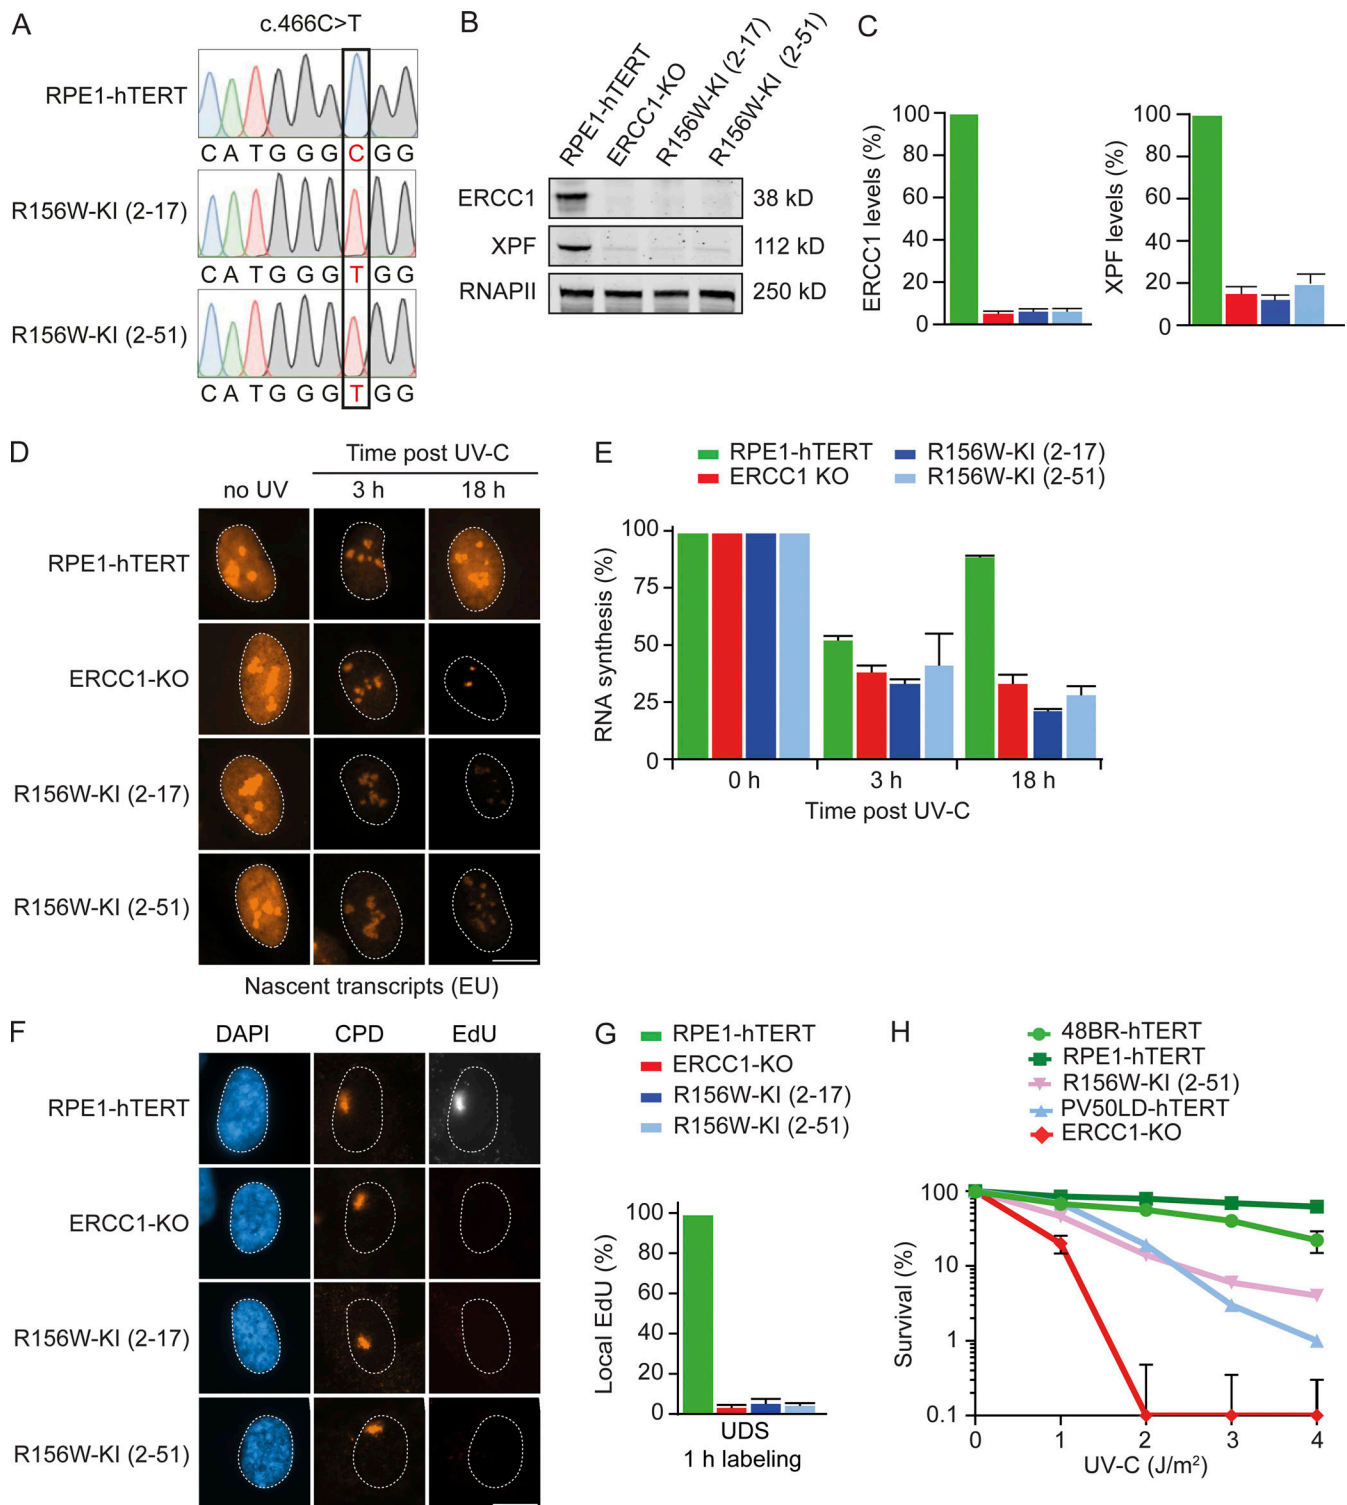 A
c.466C>T
RPE1-hTERT
C A T G G G C G G
R156W-KI (2-17)
C A T G G G T G G
R156W-KI (2-51)
C A T G G G T G G
B
RPE1-hTERT
ERCC1-KO
R156W-KI (2-17)
R156W-KI (2-51)
ERCC1
38 kD
XPF
112 kD
RNAPII
250 kD
C
ERCC1 levels (%)
100
80
60
40
20
0
XPF levels (%)
100
80
60
40
20
0
D
Time post UV-C
no UV
3 h
18 h
RPE1-hTERT
ERCC1-KO
R156W-KI (2-17)
R156W-KI (2-51)
Nascent transcripts (EU)
E
RPE1-hTERT
R156W-KI (2-17)
ERCC1 KO
R156W-KI (2-51)
RNA synthesis (%)
100
75
50
25
0
0 h
3 h
18 h
Time post UV-C
F
DAPI
CPD
EdU
RPE1-hTERT
ERCC1-KO
R156W-KI (2-17)
R156W-KI (2-51)
G
RPE1-hTERT
ERCC1-KO
R156W-KI (2-17)
R156W-KI (2-51)
Local EdU (%)
100
80
60
40
20
0
UDS
1 h labeling
H
48BR-hTERT
RPE1-hTERT
R156W-KI (2-51)
PV50LD-hTERT
ERCC1-KO
Survival (%)
100
10
1
0.1
0
1
2
3
4
UV-C (J/m²)